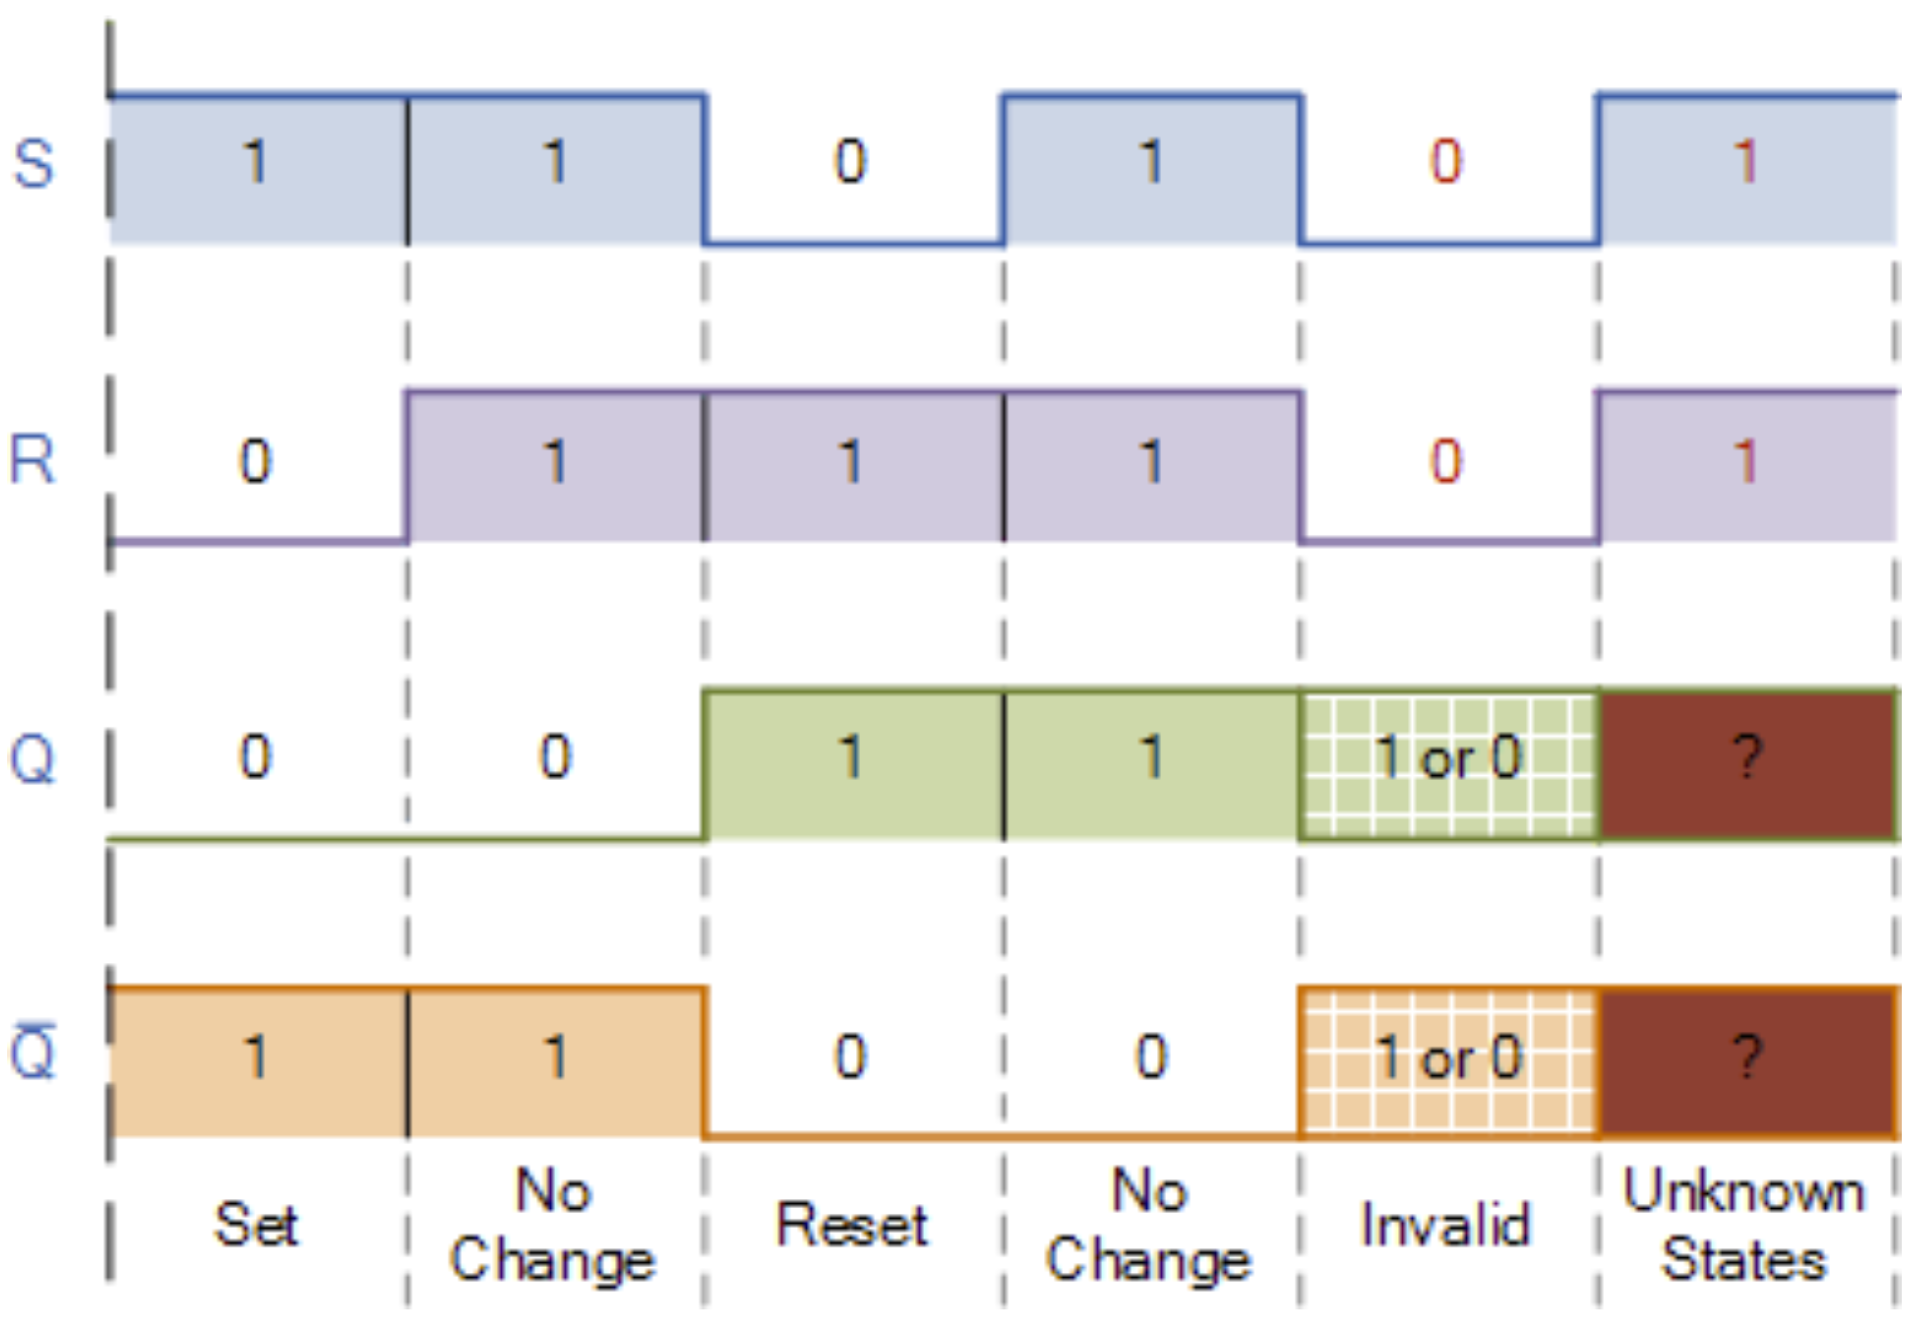 S 1 1 0 1 0 1
R 0 1 1 1 0 1
Q 0 0 1 1 1 or 0 ?
Q̅ 1 1 0 0 1 or 0 ?
Set
No
Change
Reset
No
Change
Invalid
Unknown
States